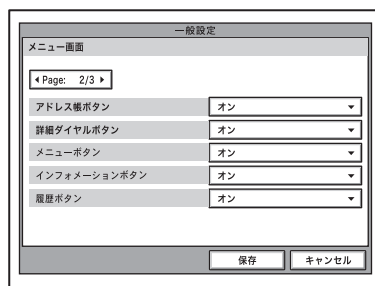 一般設定
メニュー画面
Page: 2/3
アドレス帳ボタン オン
詳細ダイヤルボタン オン
メニューボタン オン
インフォメーションボタン オン
履歴ボタン オン
保存 キャンセル